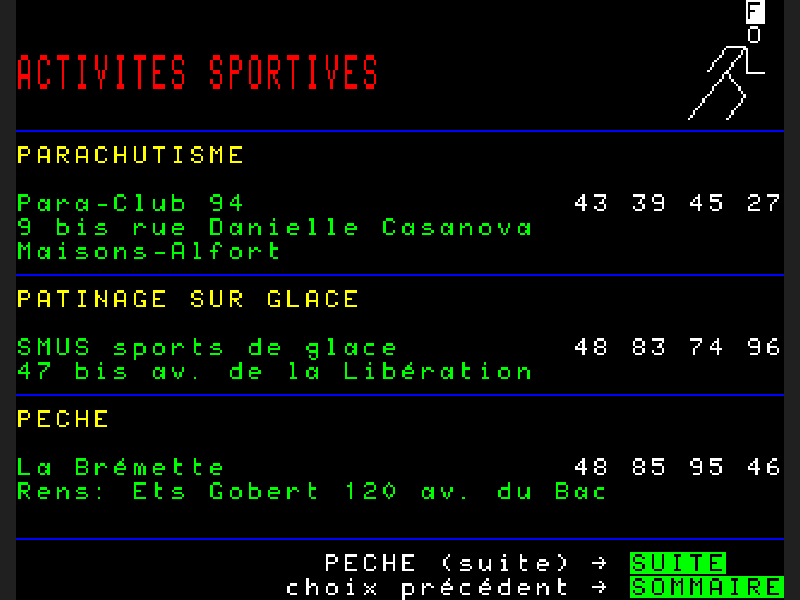 F
ACTIVITES SPORTIVES
PARACHUTISME
Para-Club 94 43 39 45 27
9 bis rue Danielle Casanova
Maisons-Alfort
PATINAGE SUR GLACE
SMUS sports de glace 48 83 74 96
47 bis av. de la Libération
PECHE
La Brémette 48 85 95 46
Rens: Ets Gobert 120 av. du Bac
PECHE (suite) → SUITE
choix précédent → SOMMAIRE